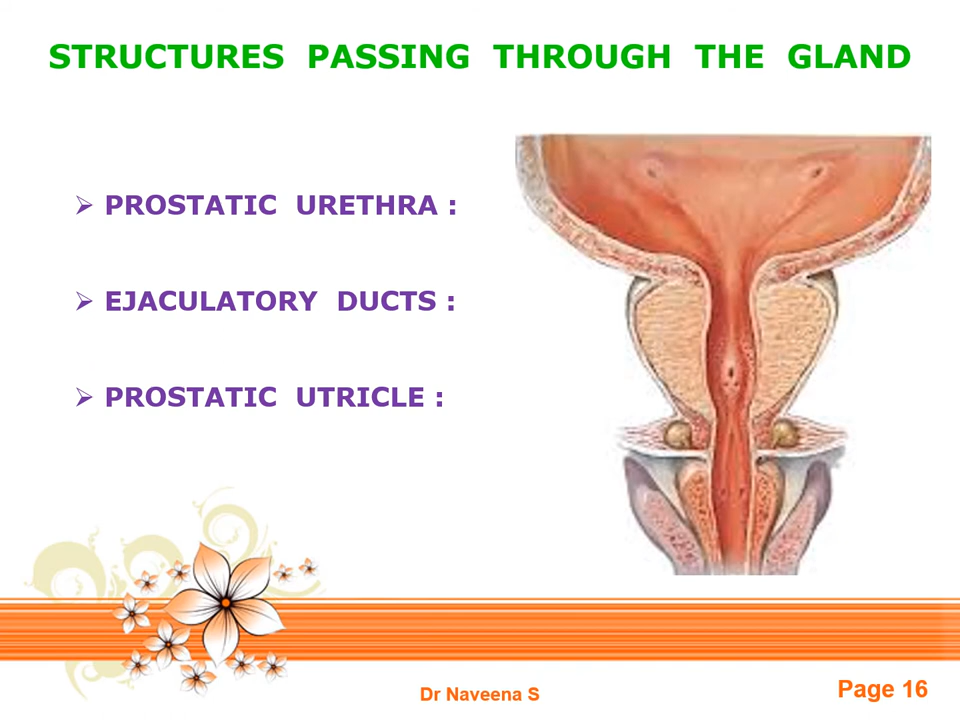 STRUCTURES PASSING THROUGH THE GLAND
PROSTATIC URETHRA :
EJACULATORY DUCTS :
PROSTATIC UTRICLE :
Dr Naveena S
Page 16